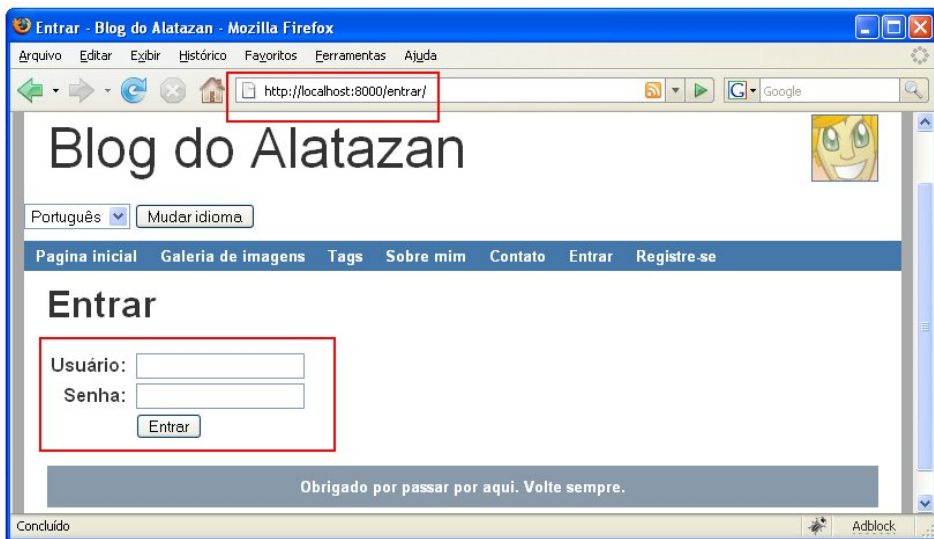 Entrar - Blog do Alatazan - Mozilla Firefox
Arquivo Editar Exibir Histórico Favoritos Ferramentas Ajuda
http://localhost:8000/entrar/ G Google
Blog do Alatazan
Português Mudar idioma
Pagina inicial Galeria de imagens Tags Sobre mim Contato Entrar Registre-se
Entrar
Usuário:
Senha:
Entrar
Obrigado por passar por aqui. Volte sempre.
Concluído Adblock